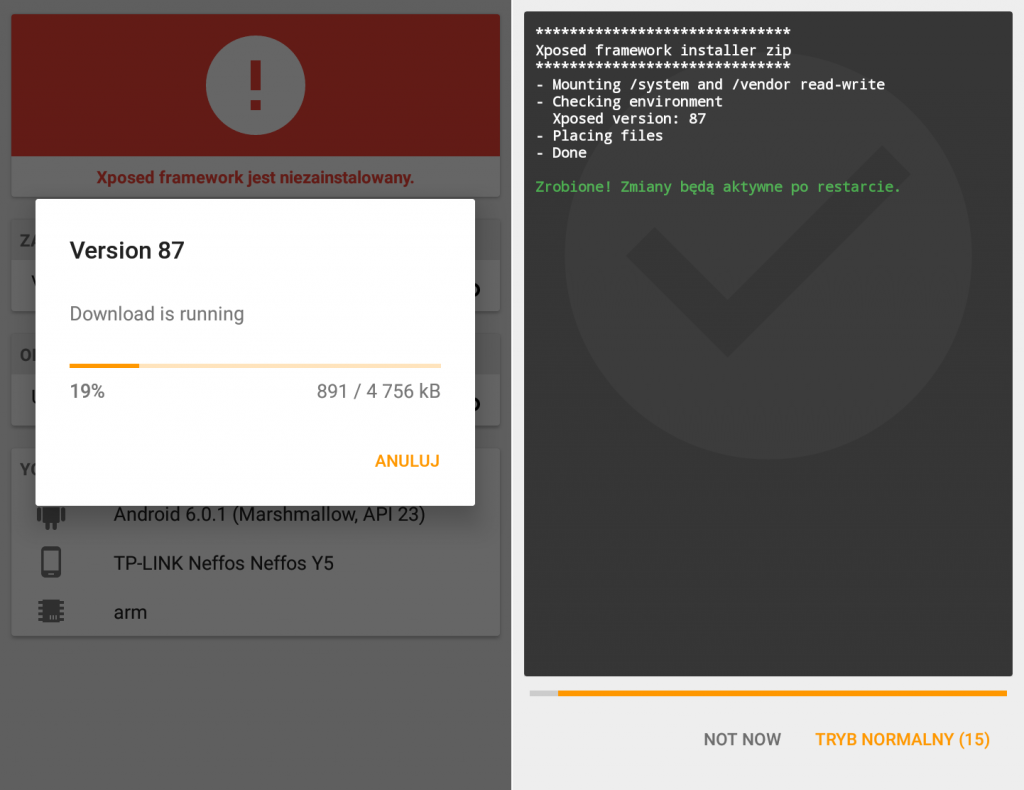 Xposed framework jest niezainstalowany.
Version 87
Download is running
19%
891 / 4 756 kB
ANULUJ
Android 6.0.1 (Marshmallow, API 23)
TP-LINK Neffos Neffos Y5
arm
*****************************
Xposed framework installer zip
*****************************
- Mounting /system and /vendor read-write
- Checking environment
Xposed version: 87
- Placing files
- Done
Zrobione! Zmiany będą aktywne po restarcie.
NOT NOW
TRYB NORMALNY (15)